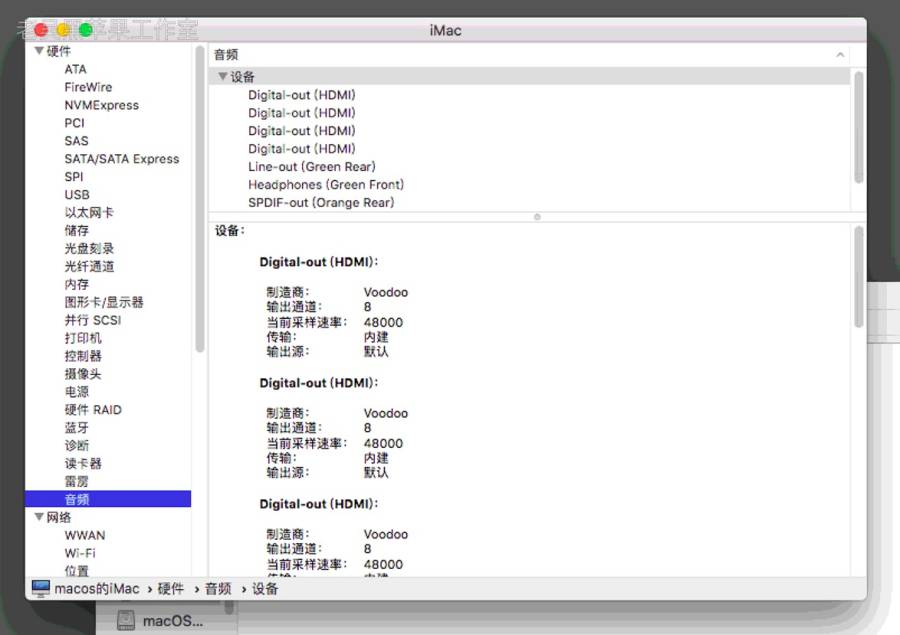 老吴黑苹果工作室
iMac
硬件
ATA
FireWire
NVMExpress
PCI
SAS
SATA/SATA Express
SPI
USB
以太网卡
储存
光盘刻录
光纤通道
内存
图形卡/显示器
并行 SCSI
打印机
控制器
摄像头
电源
硬件 RAID
蓝牙
诊断
读卡器
雷雳
音频
网络
WWAN
Wi-Fi
位置
音频
设备
Digital-out (HDMI)
Digital-out (HDMI)
Digital-out (HDMI)
Digital-out (HDMI)
Line-out (Green Rear)
Headphones (Green Front)
SPDIF-out (Orange Rear)
设备：
Digital-out (HDMI)：
制造商： Voodoo
输出通道： 8
当前采样速率： 48000
传输： 内建
输出源： 默认
Digital-out (HDMI)：
制造商： Voodoo
输出通道： 8
当前采样速率： 48000
传输： 内建
输出源： 默认
Digital-out (HDMI)：
制造商： Voodoo
输出通道： 8
当前采样速率： 48000
传输： 内建
macos的iMac › 硬件 › 音频 › 设备
macOS...